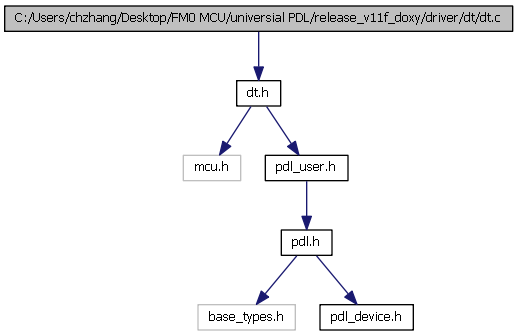 C:/Users/chzhang/Desktop/FM0 MCU/universial PDL/release_v11f_doxy/driver/dt/dt.c
dt.h
mcu.h
pdl_user.h
pdl.h
base_types.h
pdl_device.h